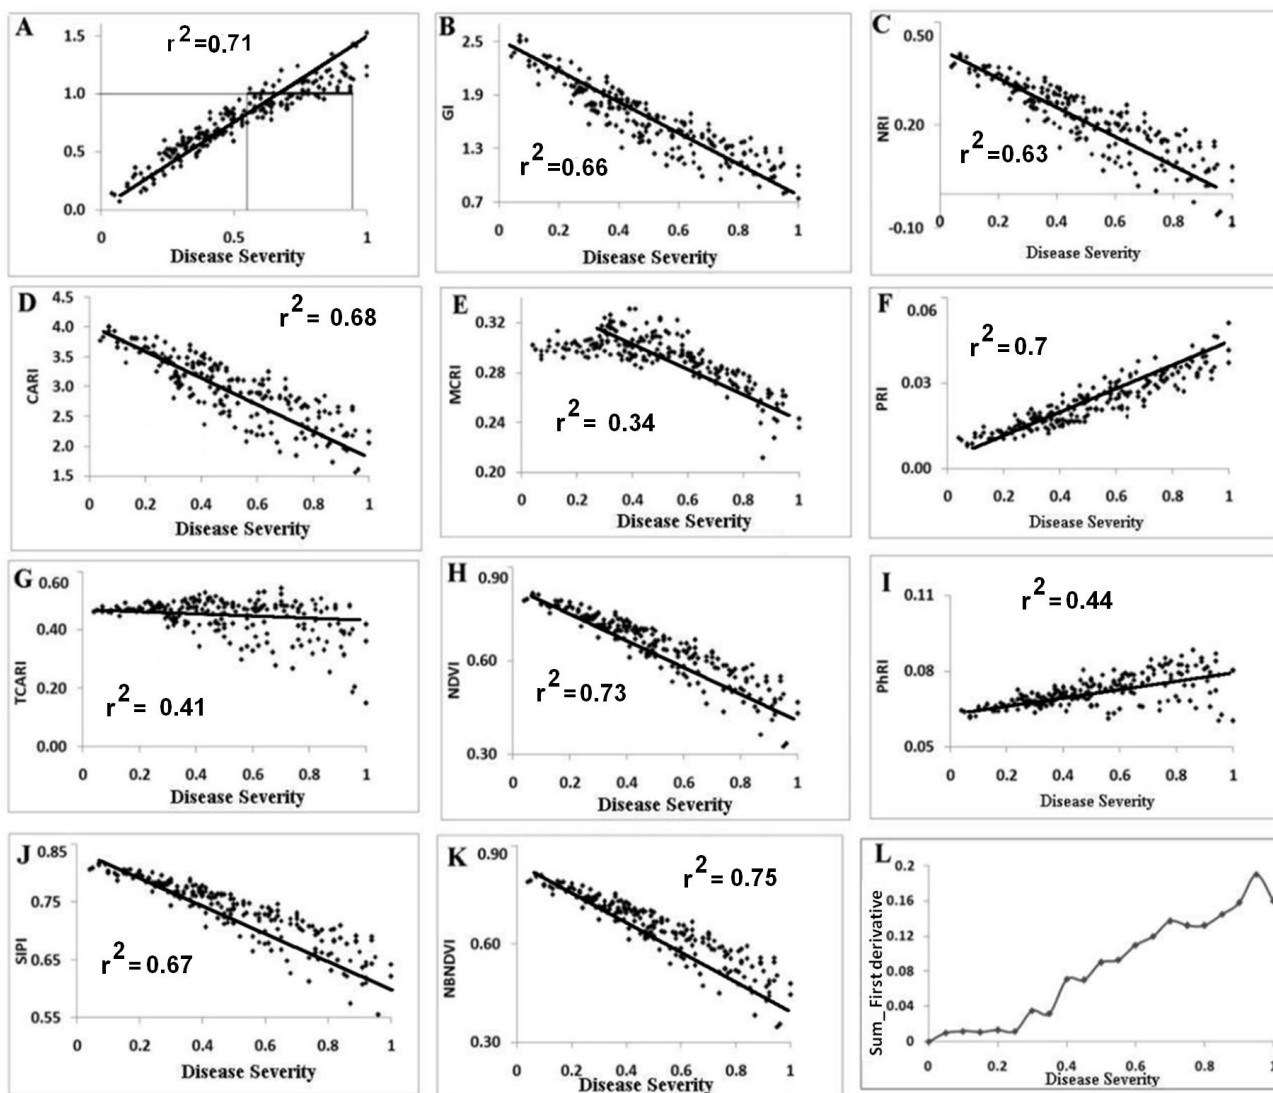 A
r²=0.71
1.5
1.0
0.5
0.0
0 0.5 1
Disease Severity
B
GI
2.5
1.9
1.3
0.7
r²=0.66
0 0.2 0.4 0.6 0.8 1
Disease Severity
C
NRI
0.50
0.20
-0.10
r²=0.63
0 0.2 0.4 0.6 0.8 1
Disease Severity
D
CARI
4.5
4.0
3.5
3.0
2.5
2.0
1.5
r²= 0.68
0 0.2 0.4 0.6 0.8 1
Disease Severity
E
MCRI
0.32
0.28
0.24
0.20
r²= 0.34
0 0.2 0.4 0.6 0.8 1
Disease Severity
F
PRI
0.06
0.03
0.00
r²= 0.7
0 0.2 0.4 0.6 0.8 1
Disease Severity
G
TCARI
0.60
0.40
0.20
0.00
r²= 0.41
0 0.2 0.4 0.6 0.8 1
Disease Severity
H
NDVI
0.90
0.60
0.30
r²=0.73
0 0.2 0.4 0.6 0.8 1
Disease Severity
I
PhRI
0.11
0.08
0.05
r²=0.44
0 0.2 0.4 0.6 0.8 1
Disease Severity
J
SIPI
0.85
0.75
0.65
0.55
r²=0.67
0 0.2 0.4 0.6 0.8 1
Disease Severity
K
NBNDVI
0.90
0.60
0.30
r²=0.75
0 0.2 0.4 0.6 0.8 1
Disease Severity
L
Sum_ First derivative
0.2
0.16
0.12
0.08
0.04
0
0 0.2 0.4 0.6 0.8 1
Disease Severity